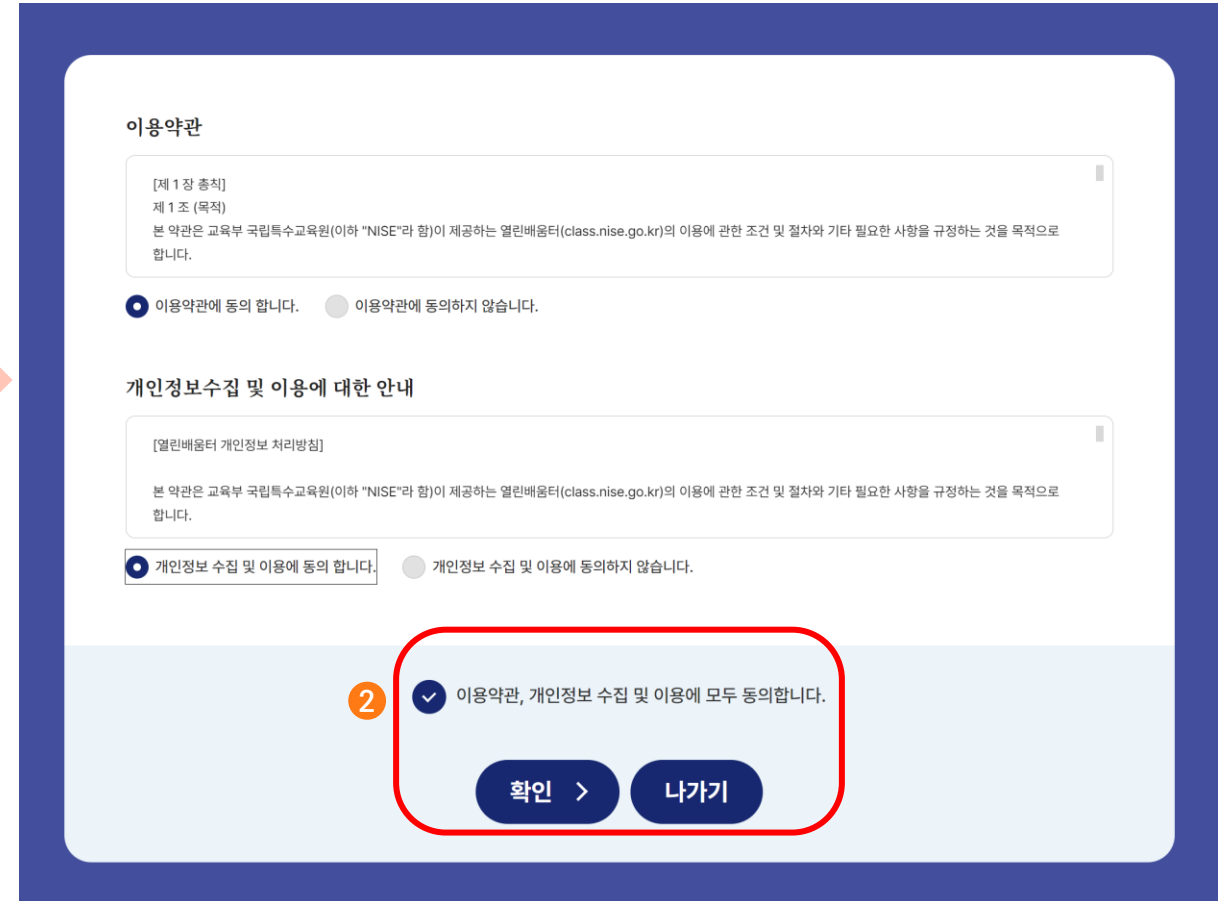 이용약관
[제 1 장 총칙]
제 1 조 (목적)
본 약관은 교육부 국립특수교육원(이하 "NISE"라 함)이 제공하는 열린배움터(class.nise.go.kr)의 이용에 관한 조건 및 절차와 기타 필요한 사항을 규정하는 것을 목적으로
합니다.
이용약관에 동의 합니다. 이용약관에 동의하지 않습니다.
개인정보수집 및 이용에 대한 안내
[열린배움터 개인정보 처리방침]
본 약관은 교육부 국립특수교육원(이하 "NISE"라 함)이 제공하는 열린배움터(class.nise.go.kr)의 이용에 관한 조건 및 절차와 기타 필요한 사항을 규정하는 것을 목적으로
합니다.
개인정보 수집 및 이용에 동의 합니다. 개인정보 수집 및 이용에 동의하지 않습니다.
2 이용약관, 개인정보 수집 및 이용에 모두 동의합니다.
확인 > 나가기